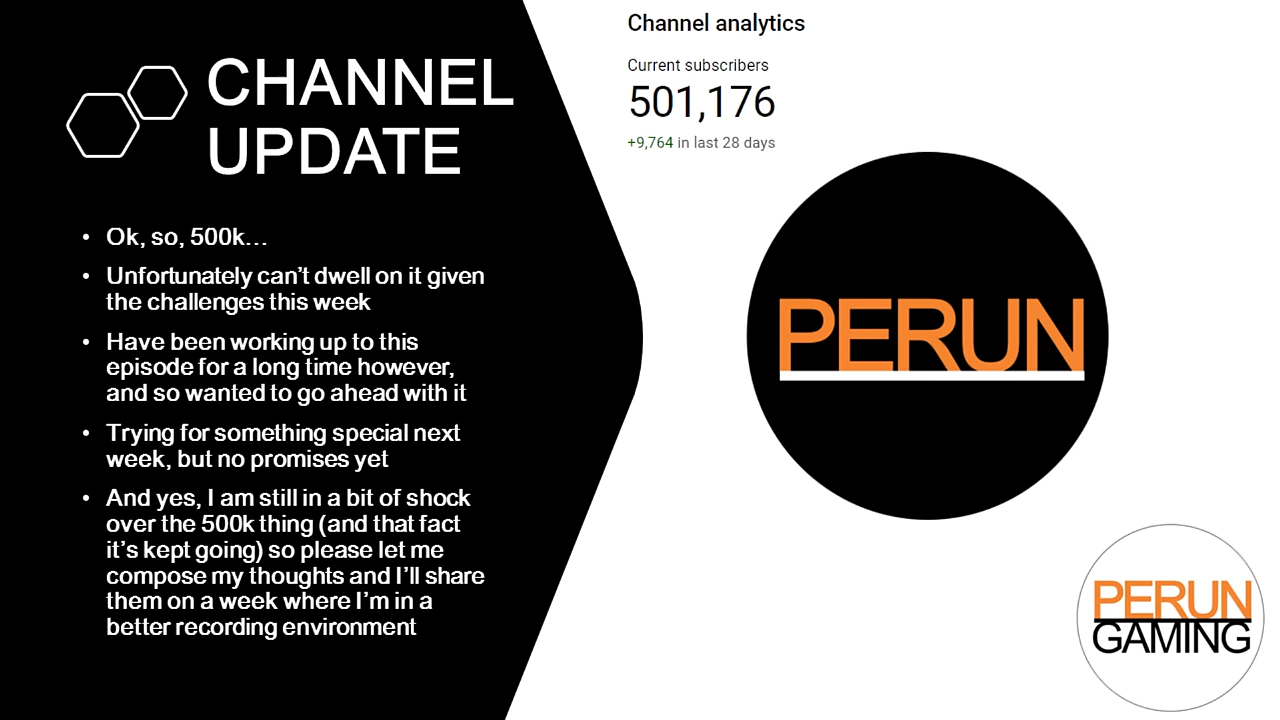 CHANNEL
UPDATE
• Ok, so, 500k…
• Unfortunately can’t dwell on it given
the challenges this week
• Have been working up to this
episode for a long time however,
and so wanted to go ahead with it
• Trying for something special next
week, but no promises yet
• And yes, I am still in a bit of shock
over the 500k thing (and that fact
it’s kept going) so please let me
compose my thoughts and I’ll share
them on a week where I’m in a
better recording environment
Channel analytics
Current subscribers
501,176
+9,764 in last 28 days
PERUN
PERUN
GAMING